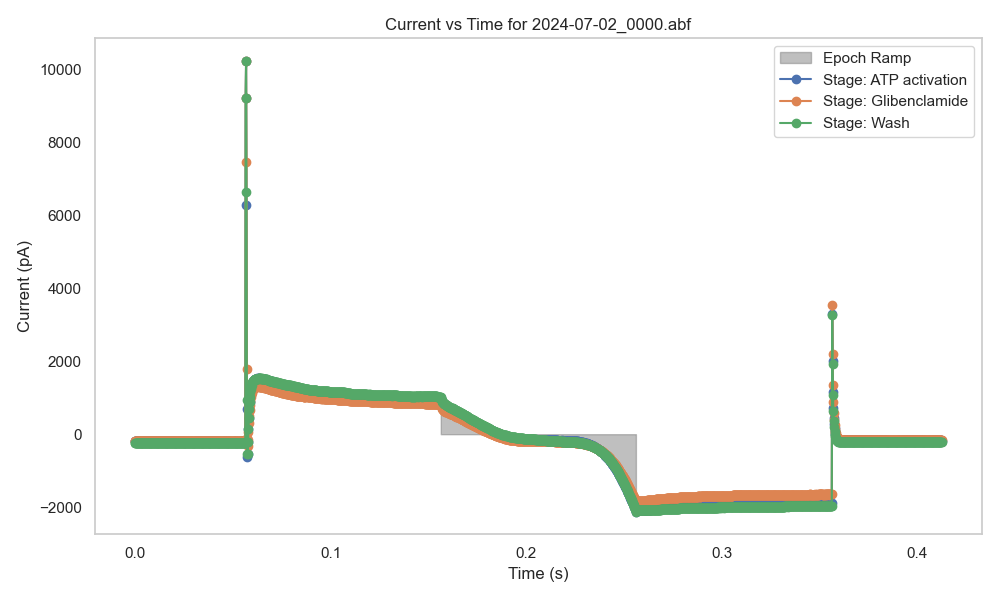 Current vs Time for 2024-07-02_0000.abf
Epoch Ramp
Stage: ATP activation
Stage: Glibenclamide
Stage: Wash
Current (pA)
10000
8000
6000
4000
2000
0
−2000
0.0
0.1
0.2
0.3
0.4
Time (s)